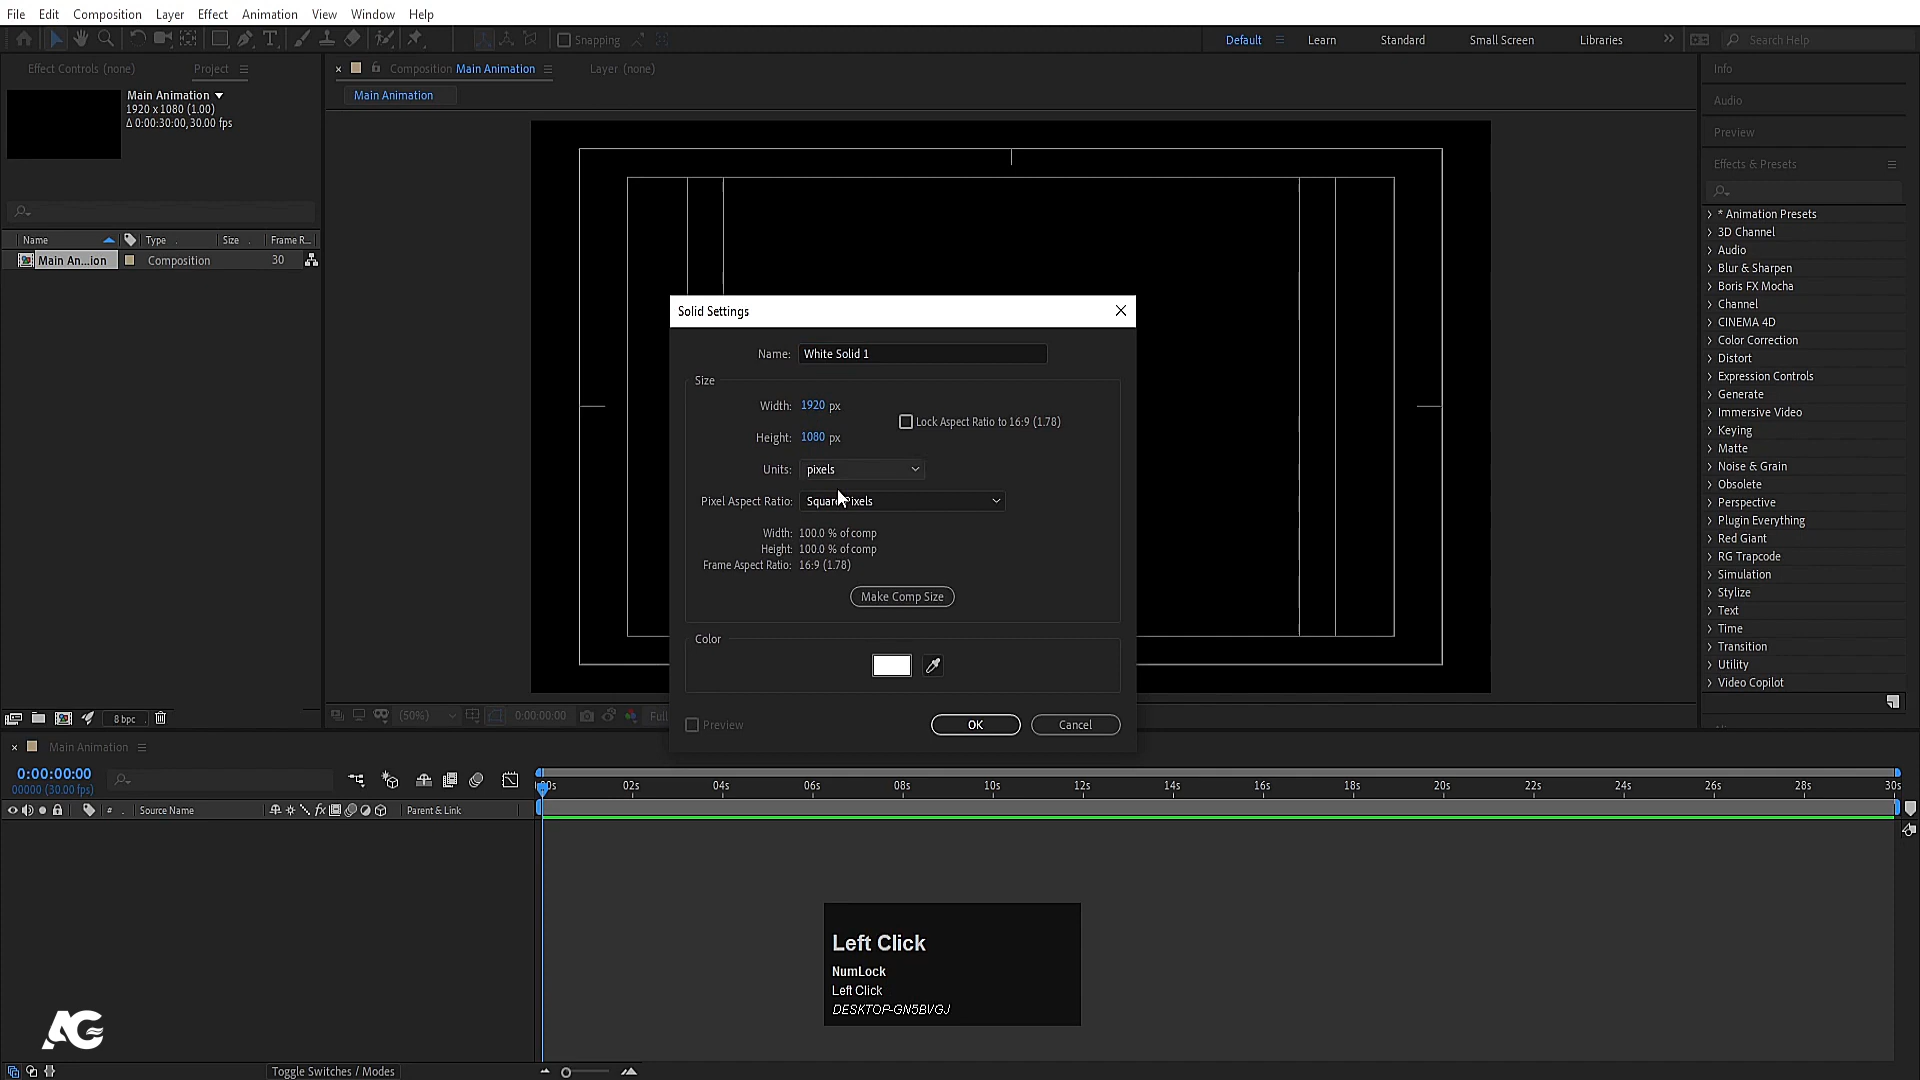 File Edit Composition Layer Effect Animation View Window Help
Snapping
Default Learn Standard Small Screen Libraries Search Help
Effect Controls (none) Project
Composition Main Animation Layer (none)
Main Animation
Main Animation
1920 x 1080 (1.00)
Δ 0:00:30:00, 30.00 fps
Name Type Size Frame R...
Main An...ion Composition 30
8 bpc
Solid Settings
Name: White Solid 1
Size
Width: 1920 px
Lock Aspect Ratio to 16:9 (1.78)
Height: 1080 px
Units: pixels
Pixel Aspect Ratio: Square Pixels
Width: 100.0 % of comp
Height: 100.0 % of comp
Frame Aspect Ratio: 16:9 (1.78)
Make Comp Size
Color
Preview OK Cancel
(50%) 0:00:00:00 Full
Info
Audio
Preview
Effects & Presets
* Animation Presets
3D Channel
Audio
Blur & Sharpen
Boris FX Mocha
Channel
CINEMA 4D
Color Correction
Distort
Expression Controls
Generate
Immersive Video
Keying
Matte
Noise & Grain
Obsolete
Perspective
Plugin Everything
Red Giant
RG Trapcode
Simulation
Stylize
Text
Time
Transition
Utility
Video Copilot
Main Animation
0:00:00:00
00000 (30.00 fps)
# Source Name Parent & Link
02s 04s 06s 08s 10s 12s 14s 16s 18s 20s 22s 24s 26s 28s 30s
Left Click
NumLock
Left Click
DESKTOP-GN5BVGJ
AG
Toggle Switches / Modes